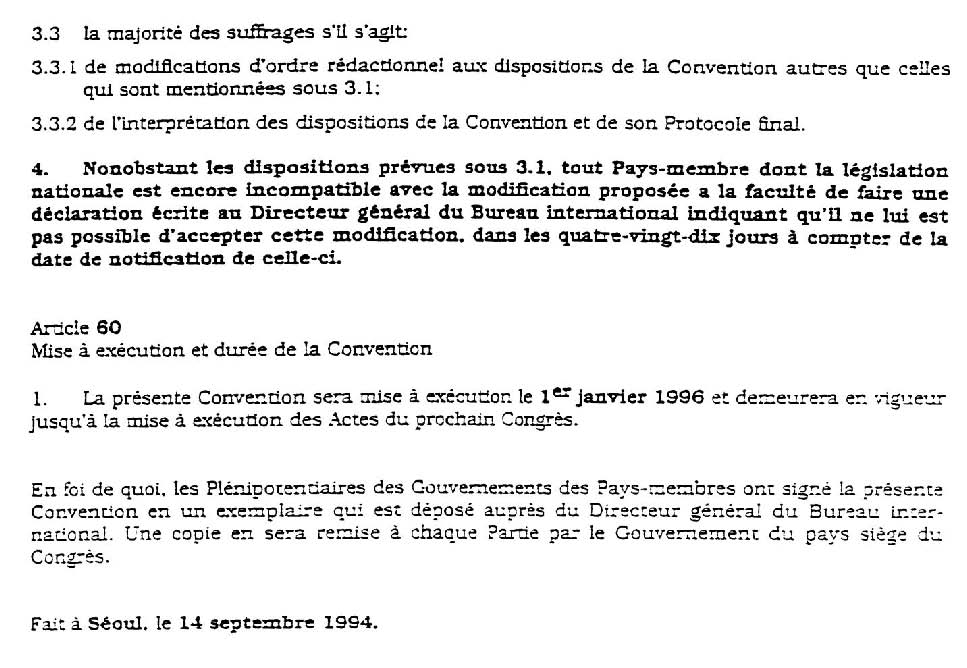 3.3 la majorité des suffrages s'il s'agit:
3.3.1 de modifications d'ordre rédactionnel aux dispositions de la Convention autres que celles
qui sont mentionnées sous 3.1;
3.3.2 de l'interprétation des dispositions de la Convention et de son Protocole final.
4. Nonobstant les dispositions prévues sous 3.1, tout Pays-membre dont la législation
nationale est encore incompatible avec la modification proposée a la faculté de faire une
déclaration écrite au Directeur général du Bureau international indiquant qu'il ne lui est
pas possible d'accepter cette modification, dans les quatre-vingt-dix jours à compter de la
date de notification de celle-ci.
Article 60
Mise à exécution et durée de la Convention
1. La présente Convention sera mise à exécution le 1er janvier 1996 et demeurera en vigueur
jusqu'à la mise à exécution des Actes du prochain Congrès.
En foi de quoi, les Plénipotentiaires des Gouvernements des Pays-membres ont signé la présente
Convention en un exemplaire qui est déposé auprès du Directeur général du Bureau inter-
national. Une copie en sera remise à chaque Partie par le Gouvernement du pays siège du
Congrès.
Fait à Séoul, le 14 septembre 1994.